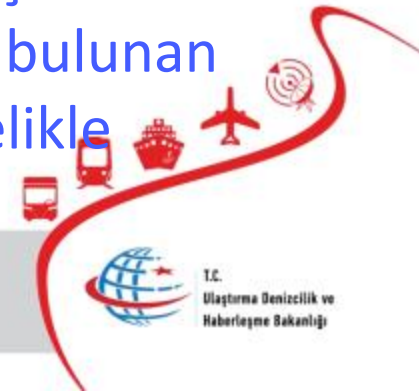 bulunan
elikle
T.C.
Ulaştırma Denizcilik ve
Haberleşme Bakanlığı